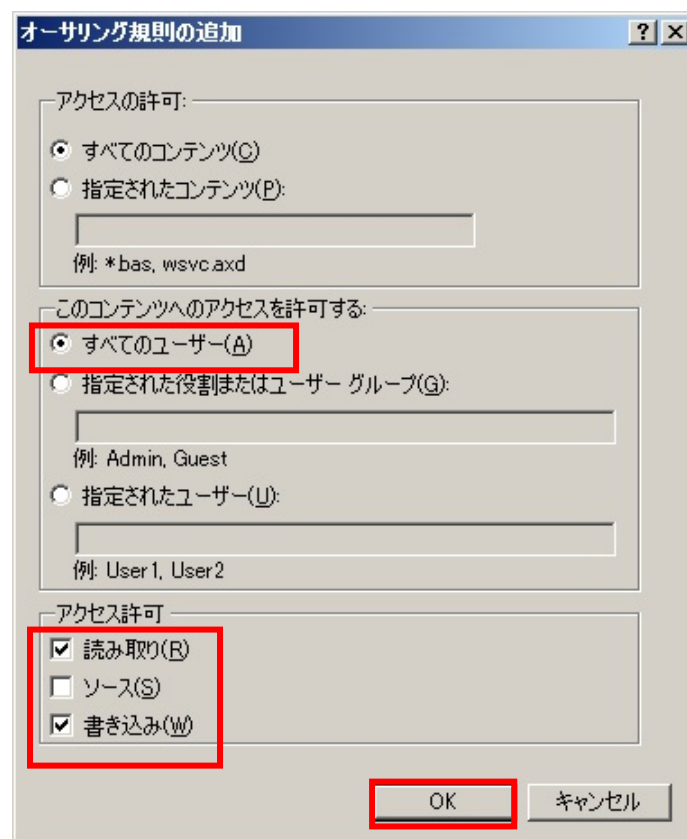 オーサリング規則の追加
アクセスの許可:
すべてのコンテンツ(C)
指定されたコンテンツ(P):
例: *.bas, wsvc.axd
このコンテンツへのアクセスを許可する:
すべてのユーザー(A)
指定された役割またはユーザー グループ(G):
例: Admin, Guest
指定されたユーザー(U):
例: User1, User2
アクセス許可
読み取り(R)
ソース(S)
書き込み(W)
OK キャンセル